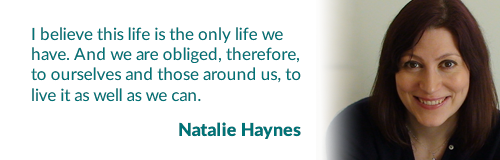 I believe this life is the only life we
have. And we are obliged, therefore,
to ourselves and those around us, to
live it as well as we can.
Natalie Haynes